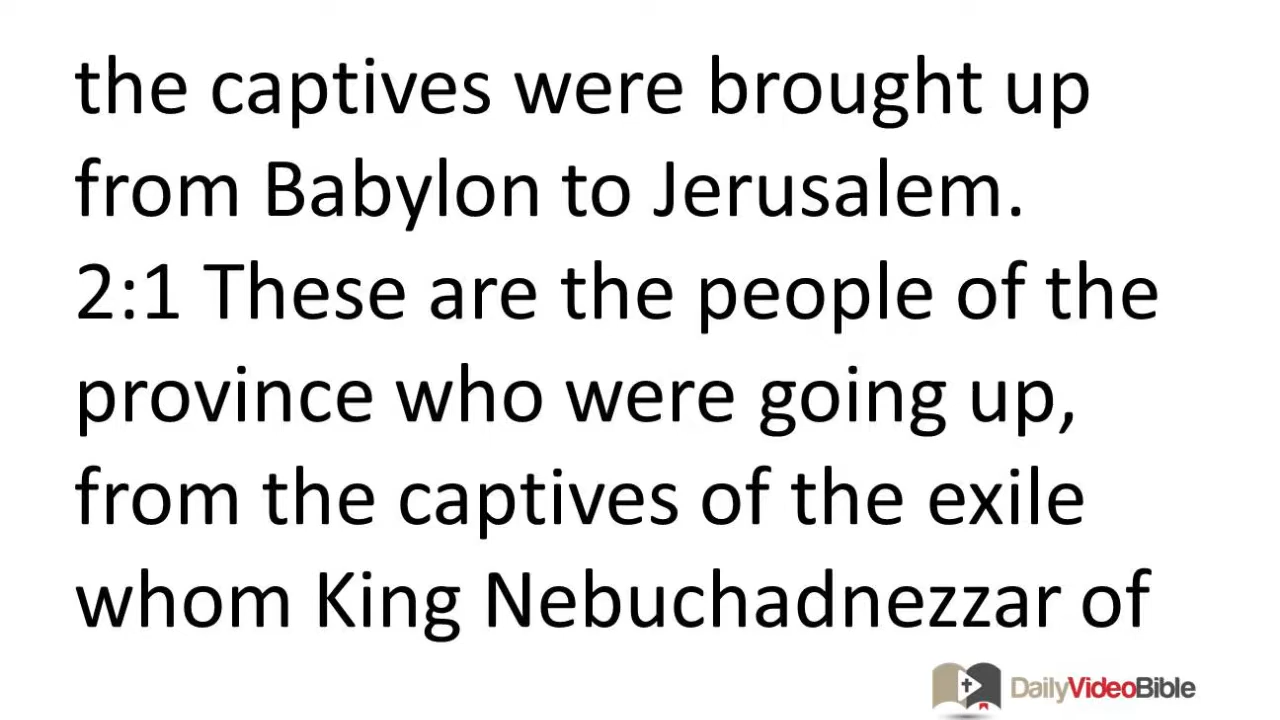 the captives were brought up
from Babylon to Jerusalem.
2:1 These are the people of the
province who were going up,
from the captives of the exile
whom King Nebuchadnezzar of
DailyVideoBible